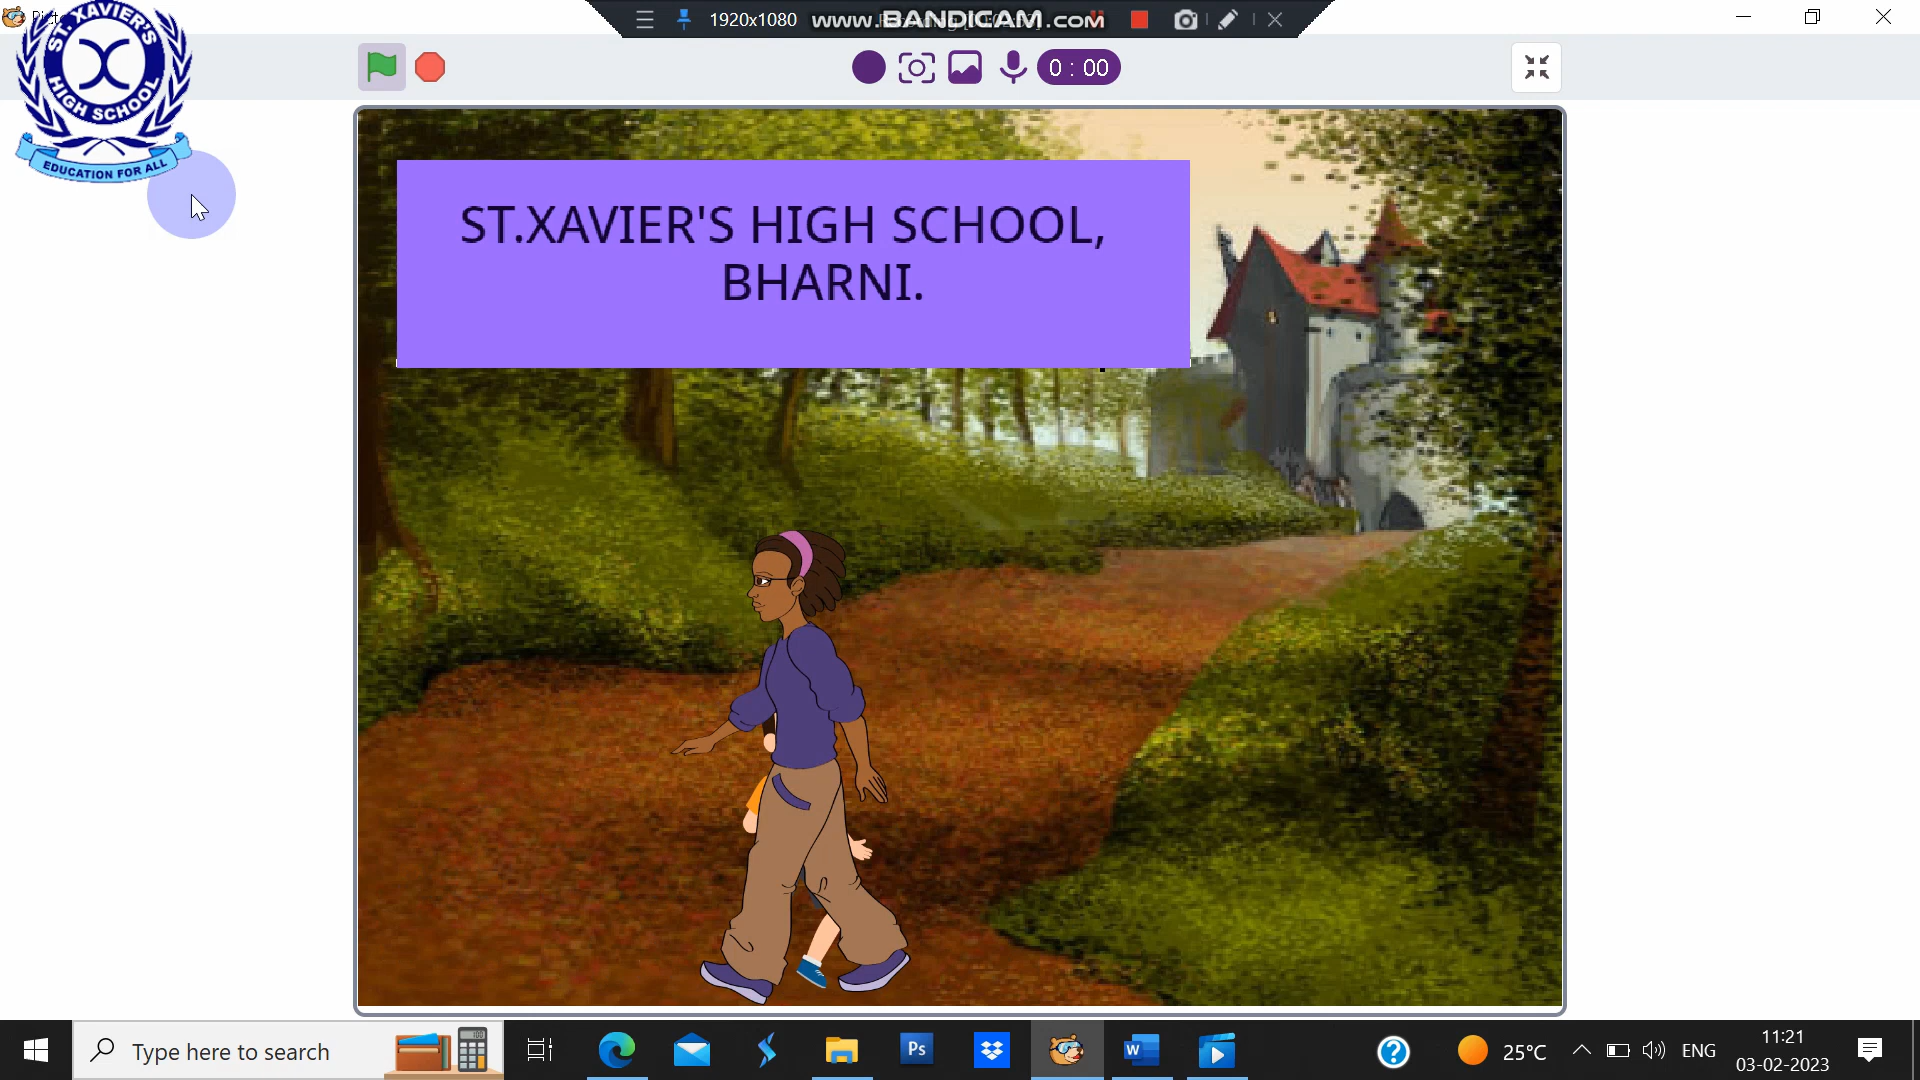 1920x1080
www.BANDICAM.com
ST.XAVIER'S
HIGH SCHOOL
EDUCATION FOR ALL
0 : 00
ST.XAVIER'S HIGH SCHOOL,
BHARNI.
Type here to search
Ps
W
25°C
ENG
11:21
03-02-2023